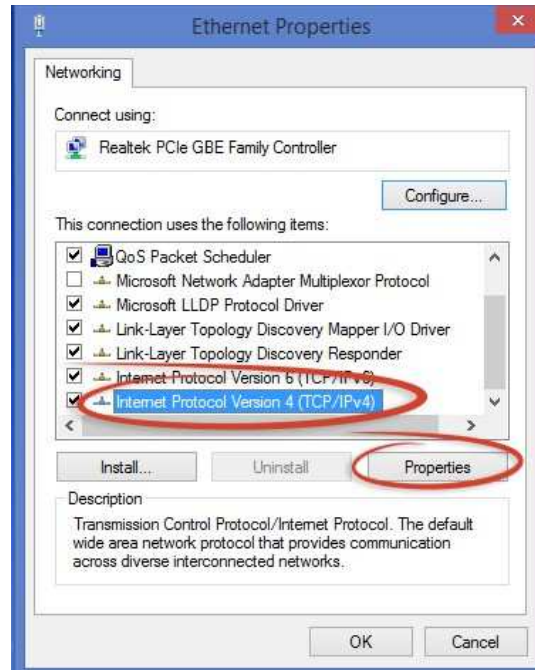 Ethernet Properties
Networking
Connect using:
Realtek PCIe GBE Family Controller
Configure...
This connection uses the following items:
QoS Packet Scheduler
Microsoft Network Adapter Multiplexor Protocol
Microsoft LLDP Protocol Driver
Link-Layer Topology Discovery Mapper I/O Driver
Link-Layer Topology Discovery Responder
Internet Protocol Version 6 (TCP/IPv6)
Internet Protocol Version 4 (TCP/IPv4)
Install...
Uninstall
Properties
Description
Transmission Control Protocol/Internet Protocol. The default
wide area network protocol that provides communication
across diverse interconnected networks.
OK
Cancel